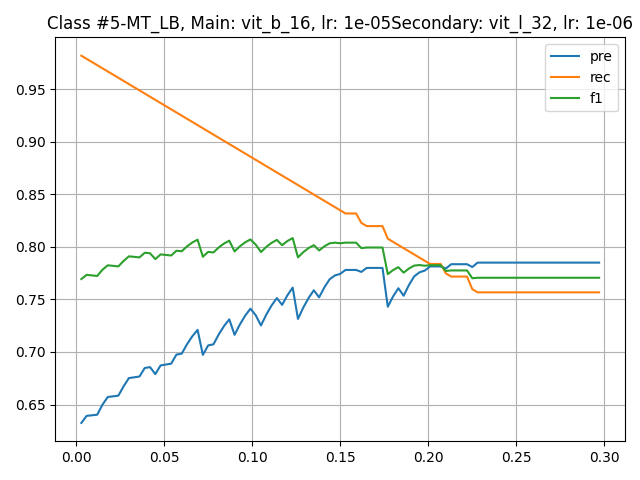 Class #5-MT_LB, Main: vit_b_16, lr: 1e-05Secondary: vit_l_32, lr: 1e-06
pre
rec
f1
0.95
0.90
0.85
0.80
0.75
0.70
0.65
0.00 0.05 0.10 0.15 0.20 0.25 0.30